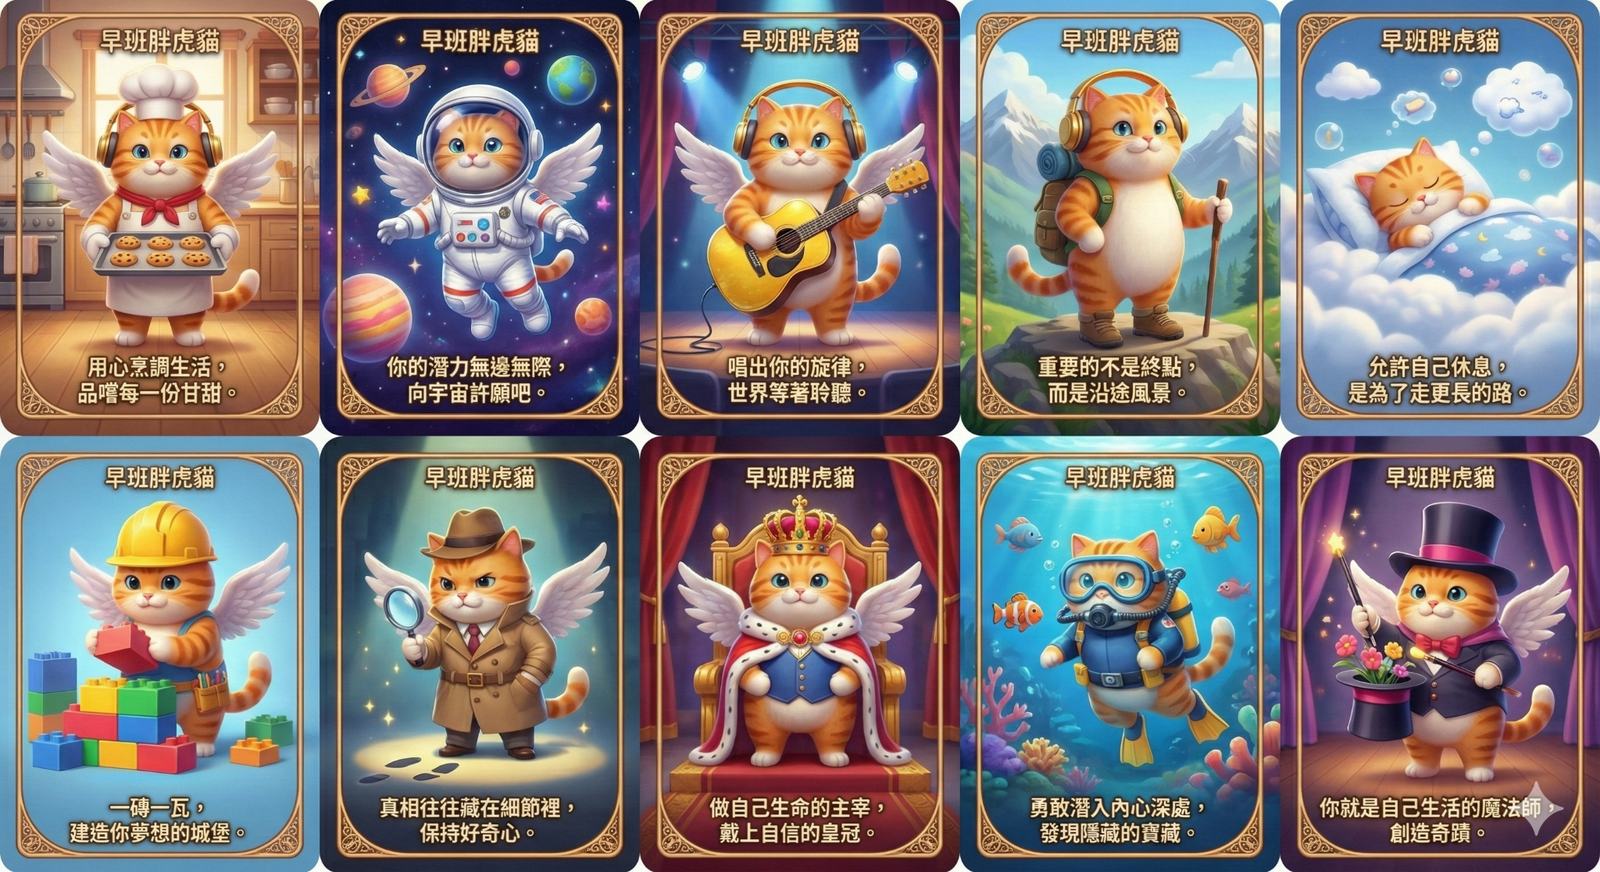 早班胖虎貓
用心烹調生活，
品嚐每一份甘甜。
早班胖虎貓
你的潛力無邊無際，
向宇宙許願吧。
早班胖虎貓
唱出你的旋律，
世界等著聆聽。
早班胖虎貓
重要的不是終點，
而是沿途風景。
早班胖虎貓
允許自己休息，
是為了走更長的路。
早班胖虎貓
一磚一瓦，
建造你夢想的城堡。
早班胖虎貓
真相往往藏在細節裡，
保持好奇心。
早班胖虎貓
做自己生命的主宰，
戴上自信的皇冠。
早班胖虎貓
勇敢潛入內心深處，
發現隱藏的寶藏。
早班胖虎貓
你就是自己生活的魔法師，
創造奇蹟。